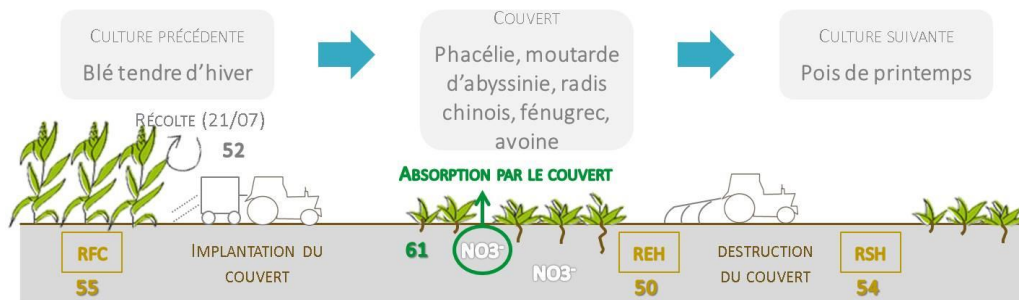 CULTURE PRÉCÉDENTE
Blé tendre d'hiver
COUVERT
Phacélie, moutarde
d'abyssinie, radis
chinois, fénugrec,
avoine
CULTURE SUIVANTE
Pois de printemps
RÉCOLTE (21/07)
52
ABSORPTION PAR LE COUVERT
RFC
55
IMPLANTATION DU
COUVERT
61
NO3-
NO3-
REH
50
DESTRUCTION
DU COUVERT
RSH
54